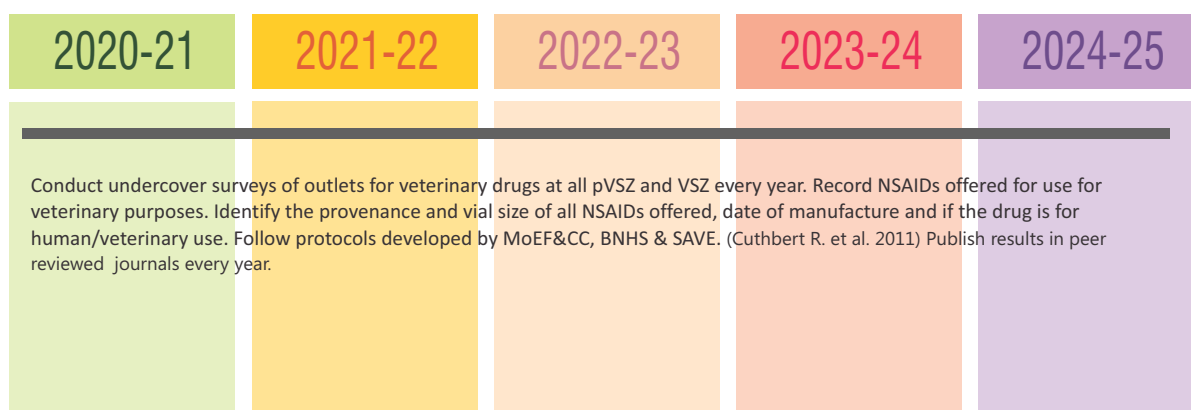 2020-21 2021-22 2022-23 2023-24 2024-25
Conduct undercover surveys of outlets for veterinary drugs at all pVSZ and VSZ every year. Record NSAIDs offered for use for
veterinary purposes. Identify the provenance and vial size of all NSAIDs offered, date of manufacture and if the drug is for
human/veterinary use. Follow protocols developed by MoEF&CC, BNHS & SAVE. (Cuthbert R. et al. 2011) Publish results in peer
reviewed journals every year.